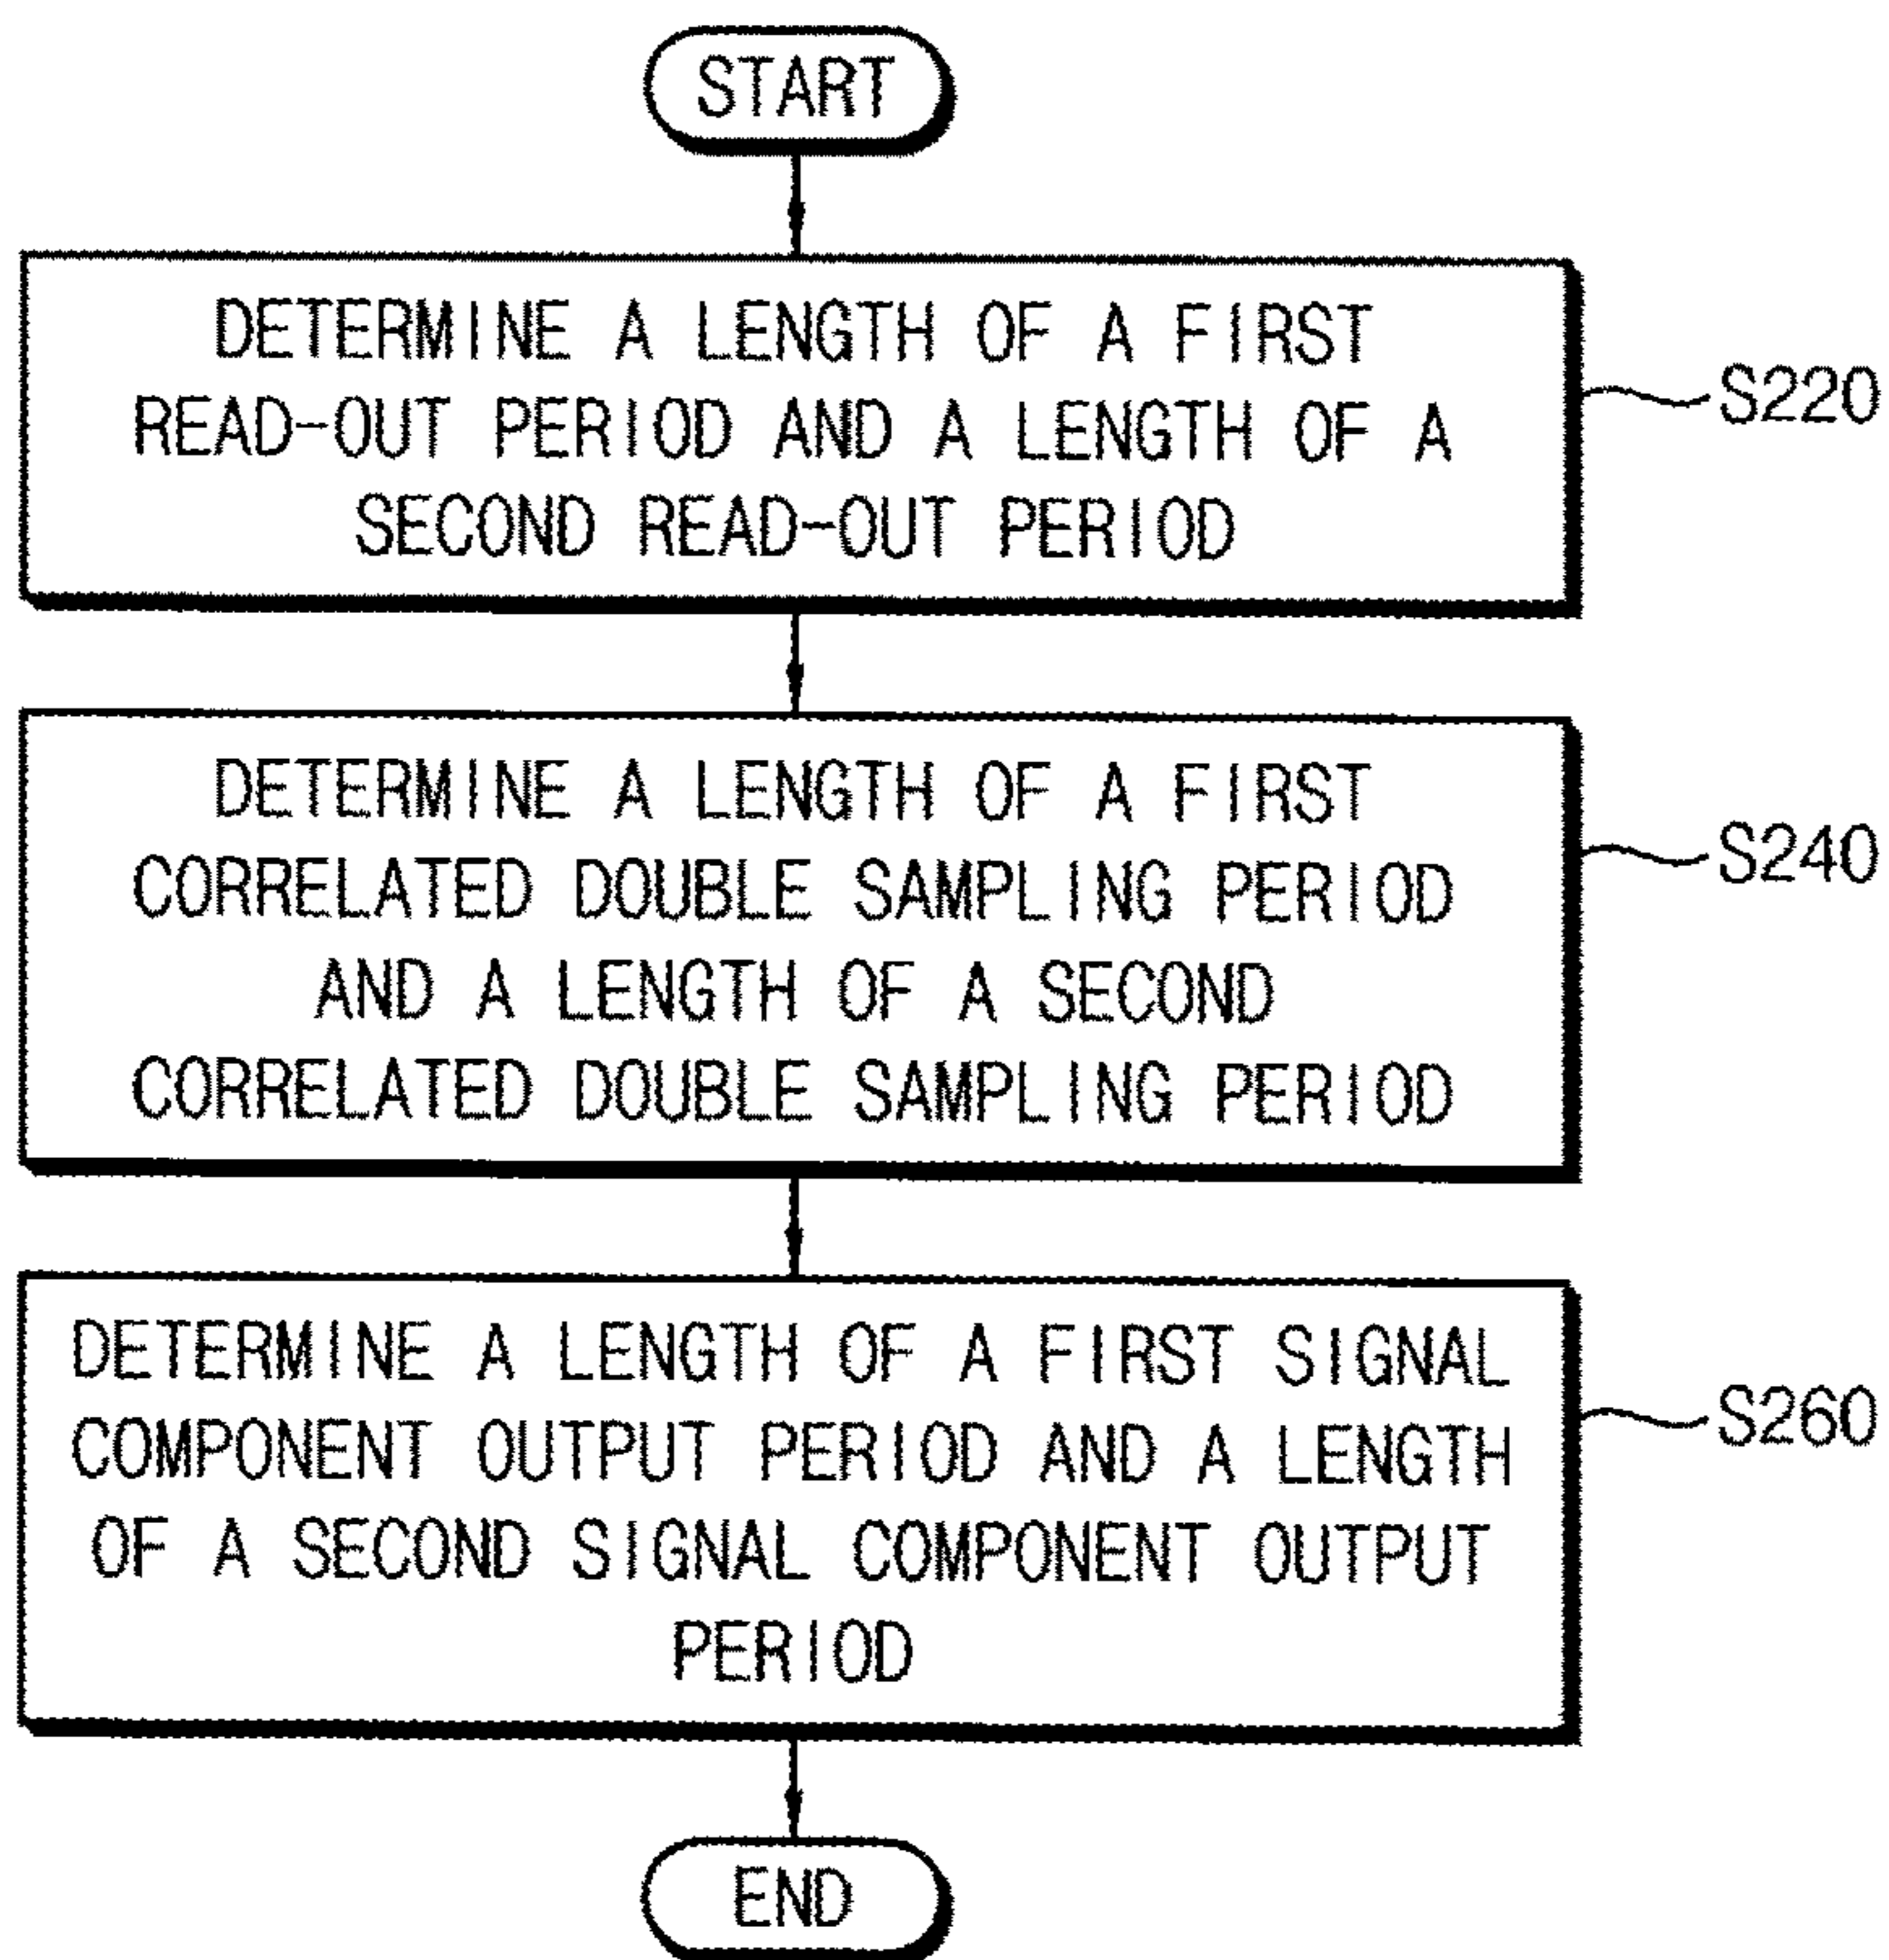 START
DETERMINE A LENGTH OF A FIRST
READ-OUT PERIOD AND A LENGTH OF A
SECOND READ-OUT PERIOD
S220
DETERMINE A LENGTH OF A FIRST
CORRELATED DOUBLE SAMPLING PERIOD
AND A LENGTH OF A SECOND
CORRELATED DOUBLE SAMPLING PERIOD
S240
DETERMINE A LENGTH OF A FIRST SIGNAL
COMPONENT OUTPUT PERIOD AND A LENGTH
OF A SECOND SIGNAL COMPONENT OUTPUT
PERIOD
S260
END